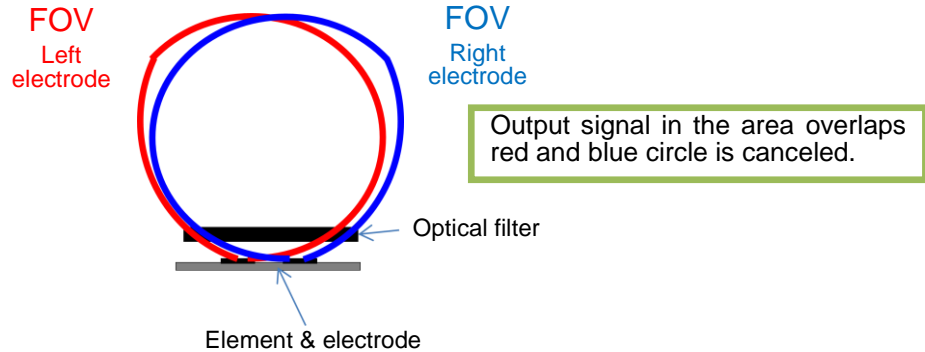 FOV
Left
electrode
FOV
Right
electrode
Output signal in the area overlaps
red and blue circle is canceled.
Optical filter
Element & electrode